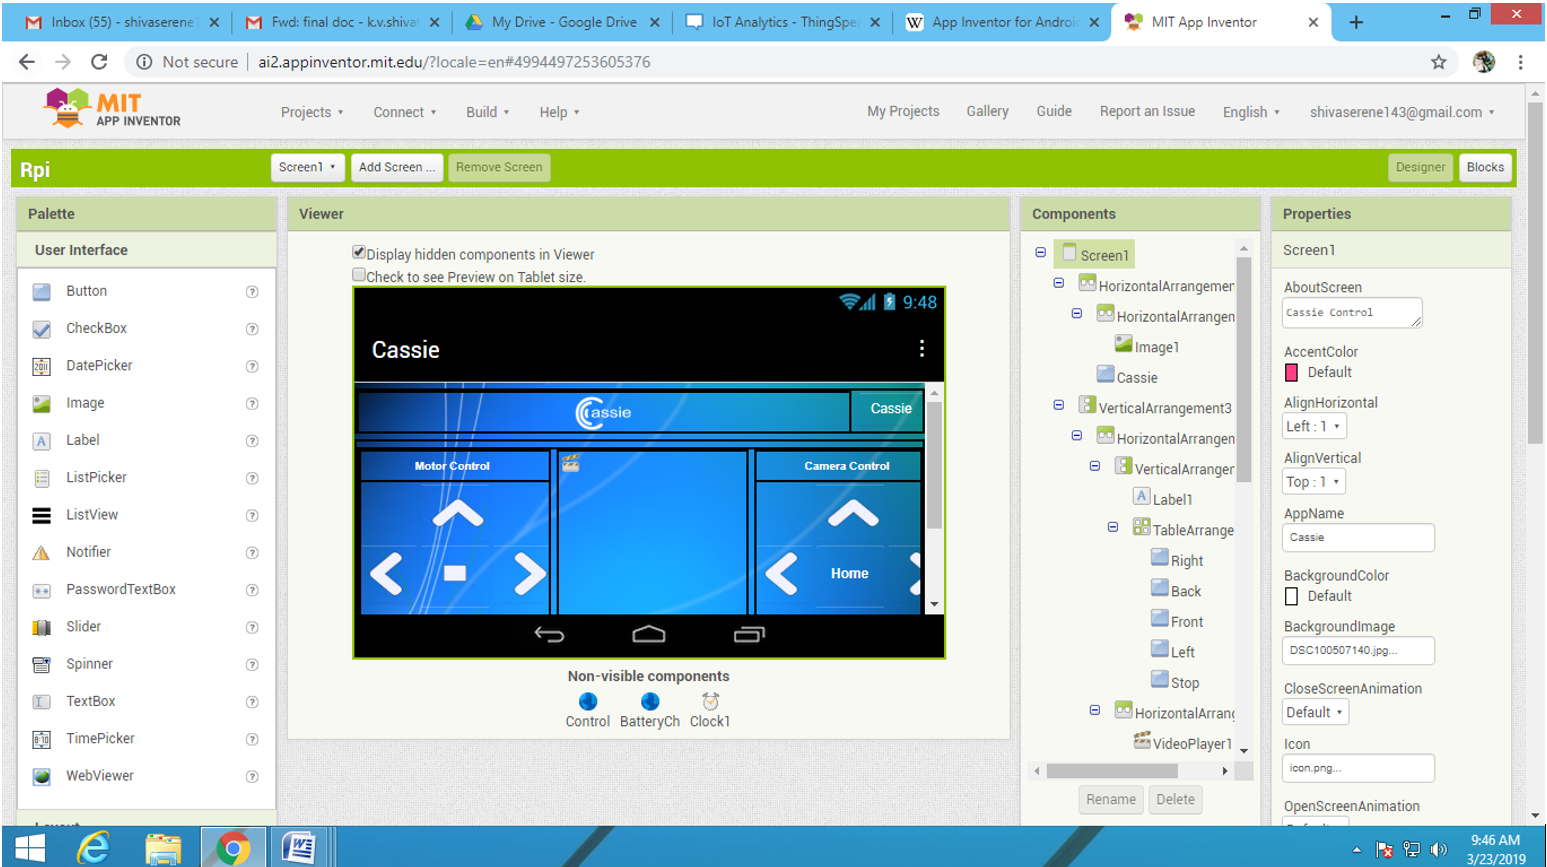 Inbox (55) - shivaserene1
Fwd: final doc - k.v.shival
My Drive - Google Drive
IoT Analytics - ThingSpe
App Inventor for Androi
MIT App Inventor
Not secure | ai2.appinventor.mit.edu/?locale=en#4994497253605376
MIT
APP INVENTOR
Projects
Connect
Build
Help
My Projects
Gallery
Guide
Report an Issue
English
shivaserene143@gmail.com
Rpi
Screen1
Add Screen ...
Remove Screen
Designer
Blocks
Palette
User Interface
Button
CheckBox
DatePicker
Image
Label
ListPicker
ListView
Notifier
PasswordTextBox
Slider
Spinner
TextBox
TimePicker
WebViewer
Viewer
Display hidden components in Viewer
Check to see Preview on Tablet size.
9:48
Cassie
Cassie
Cassie
Motor Control
Camera Control
Home
Non-visible components
Control
BatteryCh
Clock1
Components
Screen1
HorizontalArrangemer
HorizontalArrangen
Image1
Cassie
VerticalArrangement3
HorizontalArrangen
VerticalArranger
Label1
TableArrange
Right
Back
Front
Left
Stop
HorizontalArrang
VideoPlayer1
Rename
Delete
Properties
Screen1
AboutScreen
Cassie Control
AccentColor
Default
AlignHorizontal
Left : 1
AlignVertical
Top : 1
AppName
Cassie
BackgroundColor
Default
BackgroundImage
DSC100507140.jpg...
CloseScreenAnimation
Default
Icon
icon.png...
OpenScreenAnimation
9:46 AM
3/23/2019